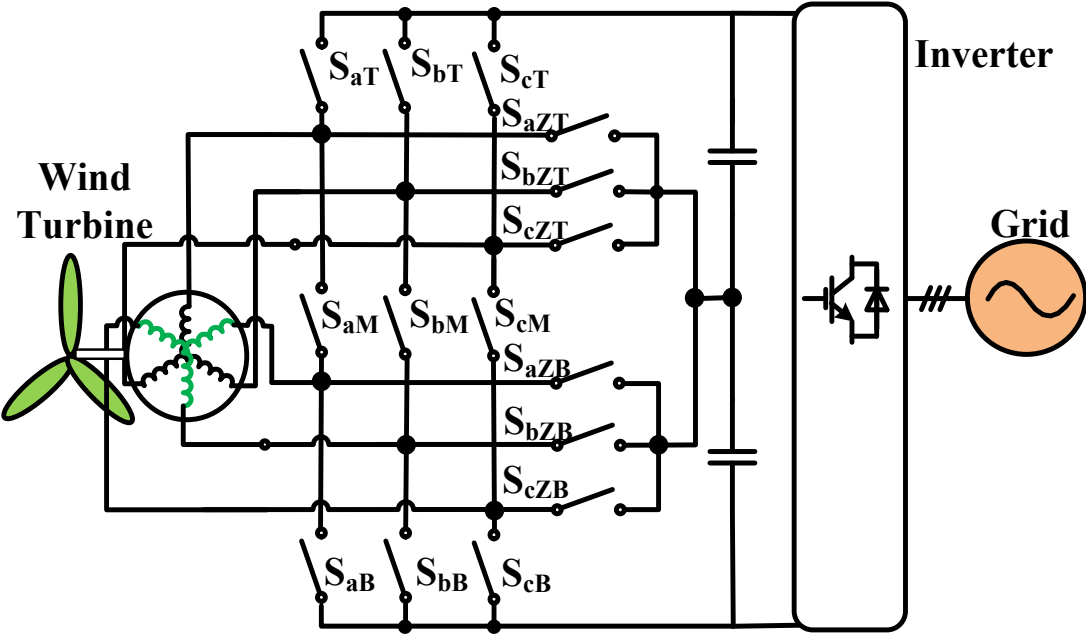 Inverter
SaT
SbT
ScT
SaZT
SbZT
Wind
Turbine
ScZT
Grid
SaM
SbM
ScM
SaZB
SbZB
ScZB
SaB
SbB
ScB